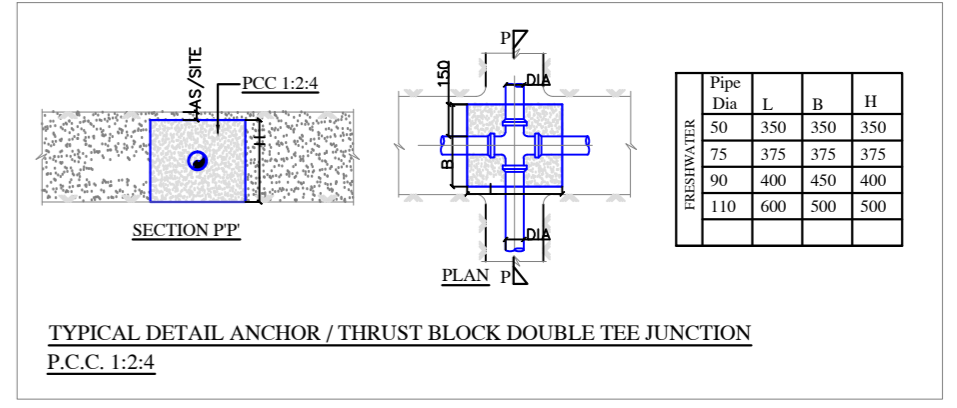 AS/SITE
PCC 1:2:4
H
SECTION P'P'
P
DIA
150
B
L
DIA
PLAN P
FRESHWATER
Pipe Dia L B H
50 350 350 350
75 375 375 375
90 400 450 400
110 600 500 500
TYPICAL DETAIL ANCHOR / THRUST BLOCK DOUBLE TEE JUNCTION
P.C.C. 1:2:4